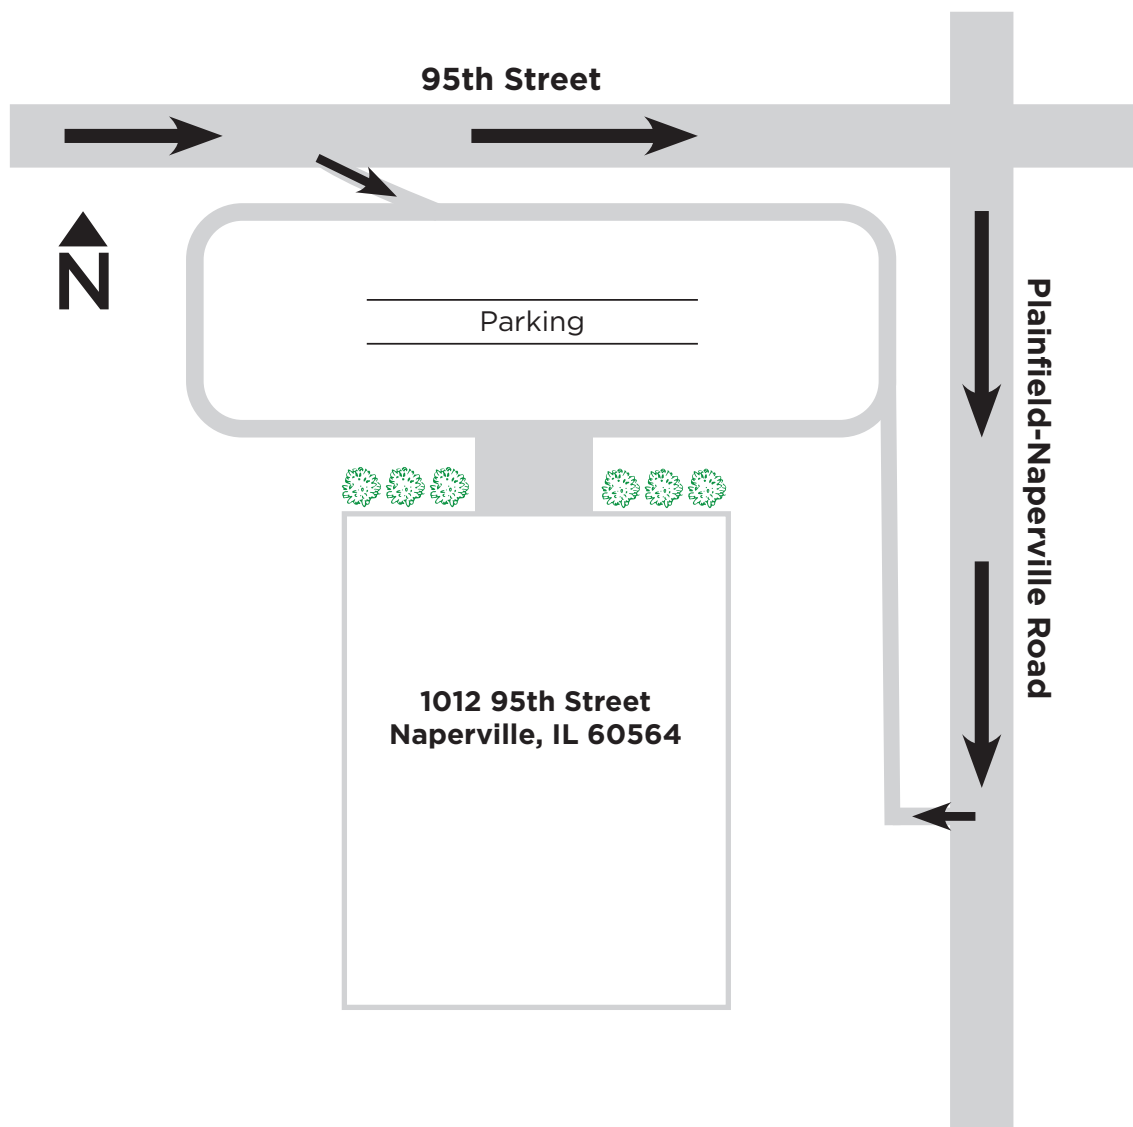 95th Street
N
Parking
Plainfield-Naperville Road
1012 95th Street
Naperville, IL 60564